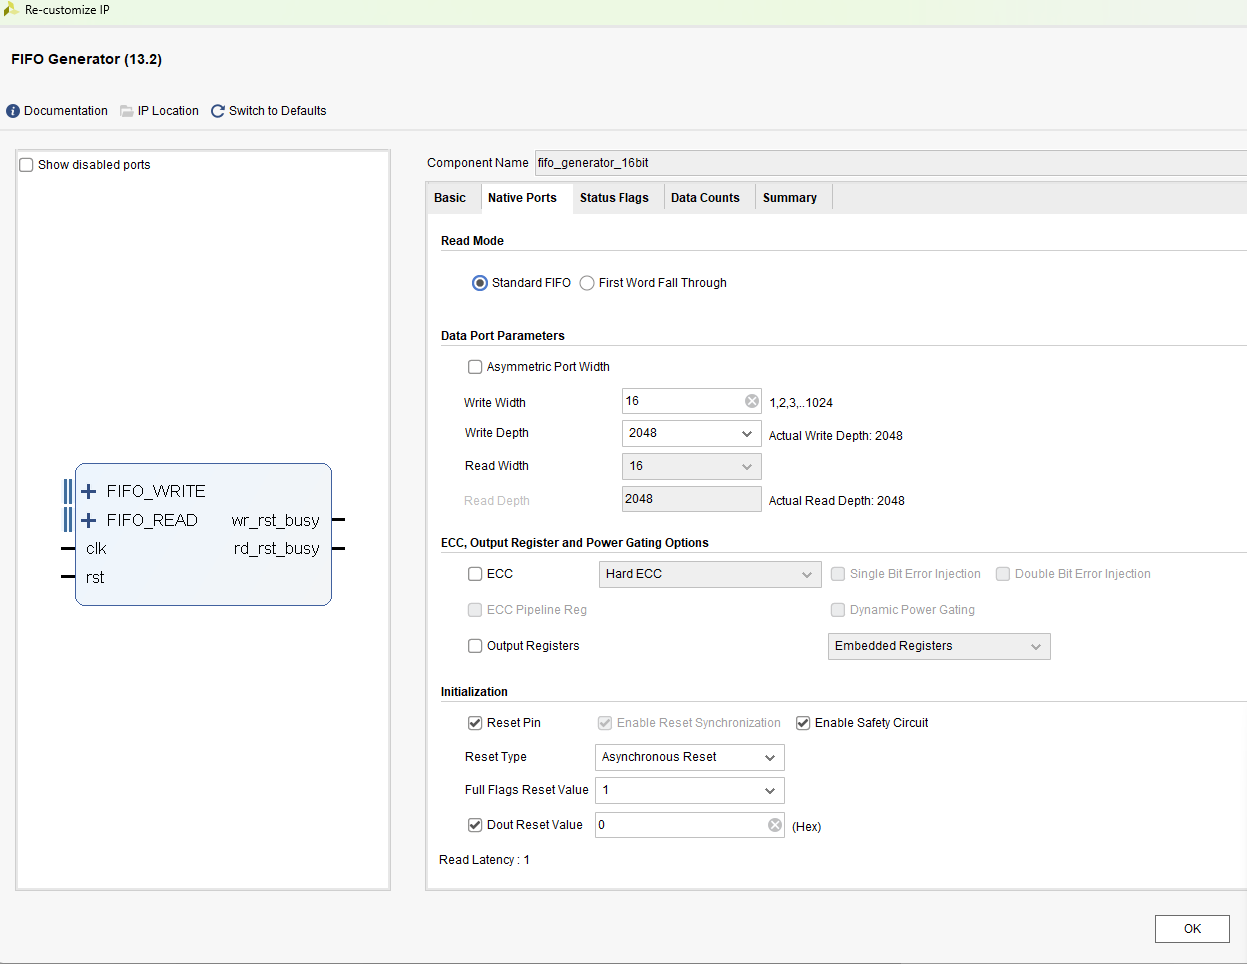 Re-customize IP
FIFO Generator (13.2)
Documentation IP Location Switch to Defaults
Show disabled ports
FIFO_WRITE
FIFO_READ wr_rst_busy
clk rd_rst_busy
rst
Component Name fifo_generator_16bit
Basic Native Ports Status Flags Data Counts Summary
Read Mode
Standard FIFO First Word Fall Through
Data Port Parameters
Asymmetric Port Width
Write Width 16 1,2,3,..1024
Write Depth 2048 Actual Write Depth: 2048
Read Width 16
Read Depth 2048 Actual Read Depth: 2048
ECC, Output Register and Power Gating Options
ECC Hard ECC Single Bit Error Injection Double Bit Error Injection
ECC Pipeline Reg Dynamic Power Gating
Output Registers Embedded Registers
Initialization
Reset Pin Enable Reset Synchronization Enable Safety Circuit
Reset Type Asynchronous Reset
Full Flags Reset Value 1
Dout Reset Value 0 (Hex)
Read Latency : 1
OK